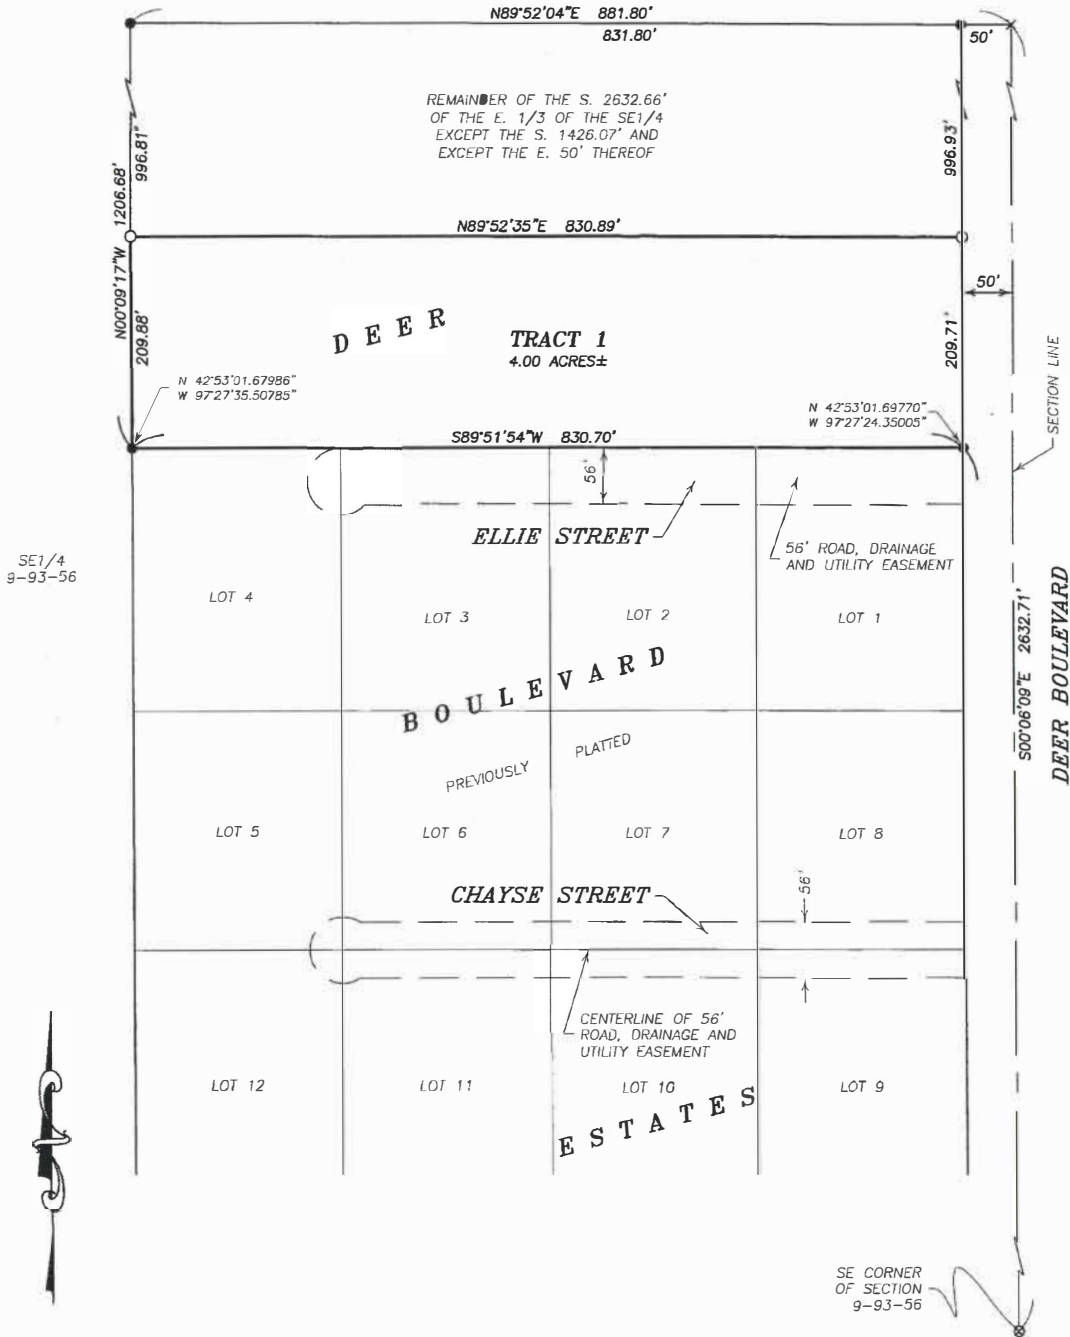 N89°52'04"E 881.80'
831.80'
50'
REMAINDER OF THE S. 2632.66'
OF THE E. 1/3 OF THE SE1/4
EXCEPT THE S. 1426.07' AND
EXCEPT THE E. 50' THEREOF
996.81'
1206.68'
996.93'
N89°52'35"E 830.89'
N00°09'17"W
209.88'
50'
DEER
TRACT 1
4.00 ACRES±
209.71'
SECTION LINE
N 42°53'01.67986"
W 97°27'35.50785"
N 42°53'01.69770"
W 97°27'24.35005"
S89°51'54"W 830.70'
56'
ELLIE STREET
56' ROAD, DRAINAGE
AND UTILITY EASEMENT
SE1/4
9-93-56
LOT 4
LOT 3
LOT 2
LOT 1
S00°06'09"E 2632.71'
DEER BOULEVARD
BOULEVARD
PREVIOUSLY PLATTED
LOT 5
LOT 6
LOT 7
LOT 8
CHAYSE STREET
56'
CENTERLINE OF 56'
ROAD, DRAINAGE AND
UTILITY EASEMENT
LOT 12
LOT 11
LOT 10
LOT 9
ESTATES
SE CORNER
OF SECTION
9-93-56